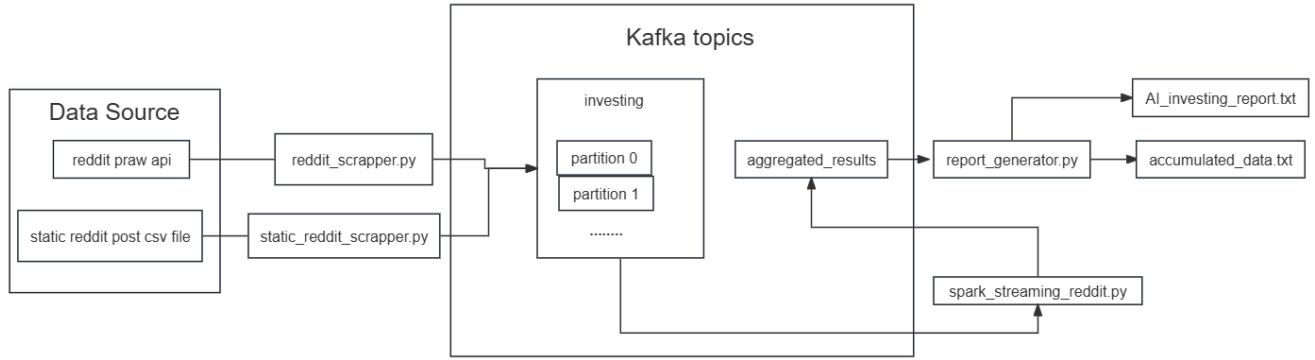 Data Source
reddit praw api
static reddit post csv file
reddit_scrapper.py
static_reddit_scrapper.py
Kafka topics
investing
partition 0
partition 1
........
aggregated_results
report_generator.py
spark_streaming_reddit.py
AI_investing_report.txt
accumulated_data.txt